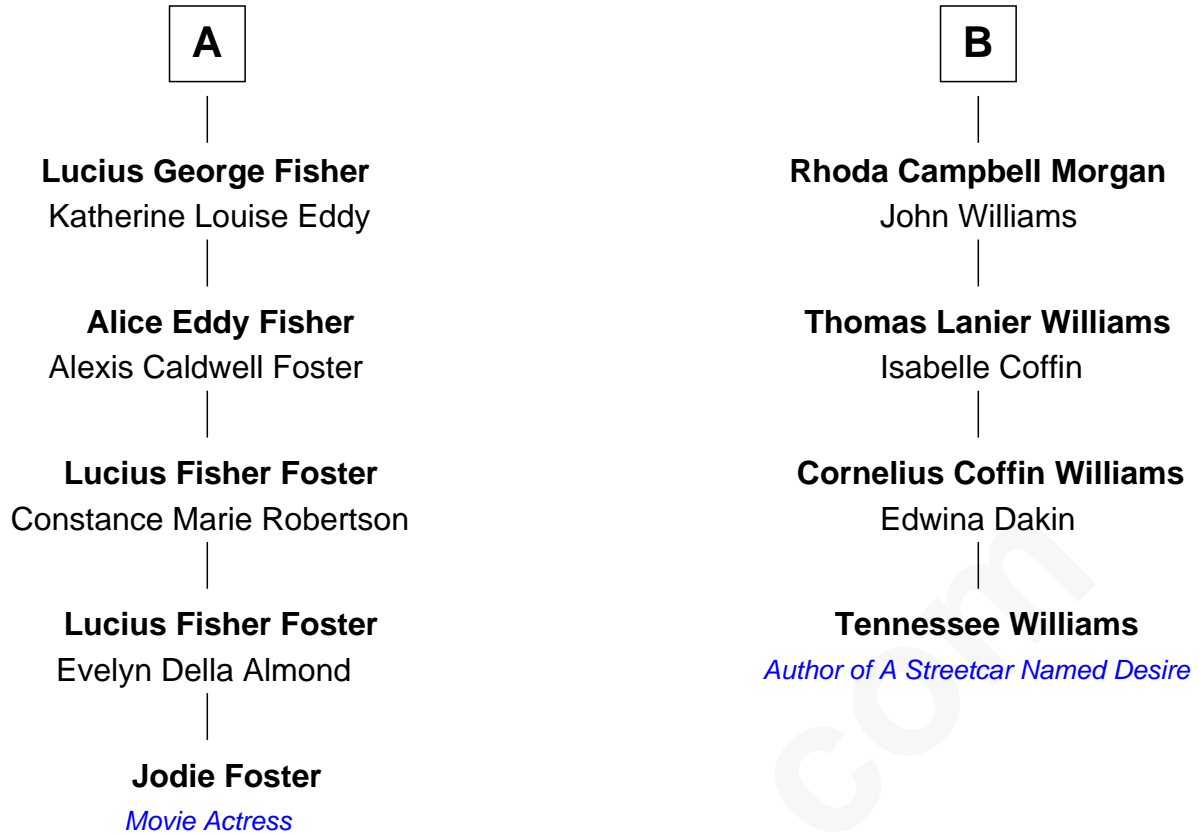 A
Lucius George Fisher
Katherine Louise Eddy
Alice Eddy Fisher
Alexis Caldwell Foster
Lucius Fisher Foster
Constance Marie Robertson
Lucius Fisher Foster
Evelyn Della Almond
Jodie Foster
Movie Actress
B
Rhoda Campbell Morgan
John Williams
Thomas Lanier Williams
Isabelle Coffin
Cornelius Coffin Williams
Edwina Dakin
Tennessee Williams
Author of A Streetcar Named Desire
com